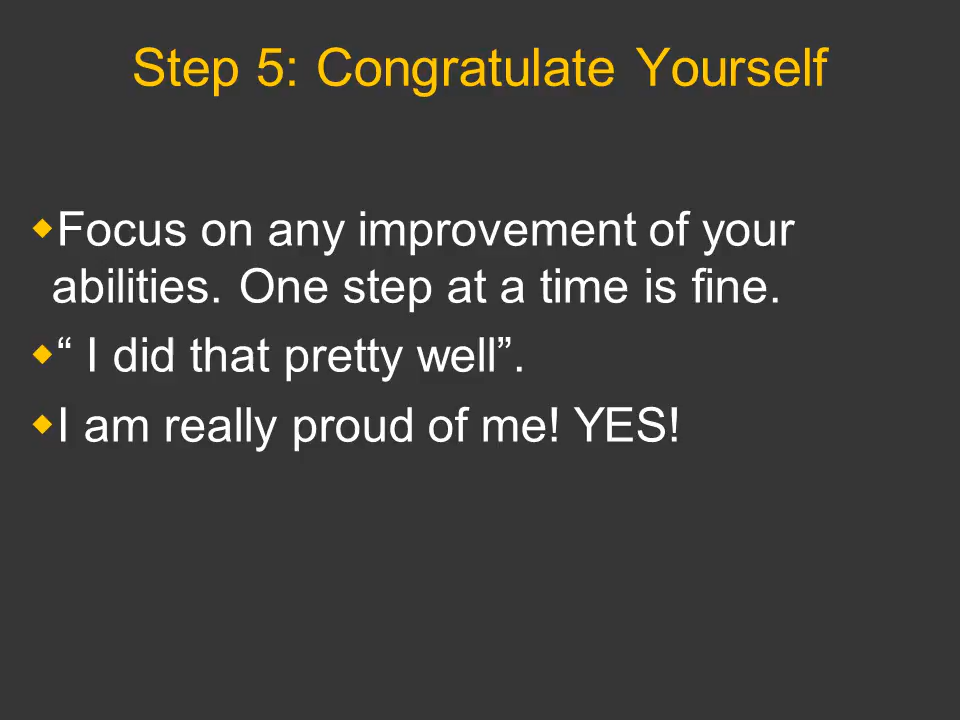 Step 5: Congratulate Yourself
◆Focus on any improvement of your
abilities. One step at a time is fine.
◆“ I did that pretty well”.
◆I am really proud of me! YES!